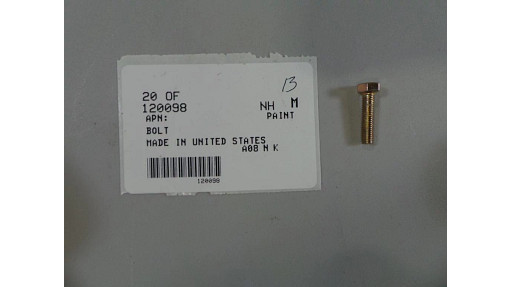 13
20 OF
120098
NH M
PAINT
APN:
BOLT
MADE IN UNITED STATES
A08 N K
120098